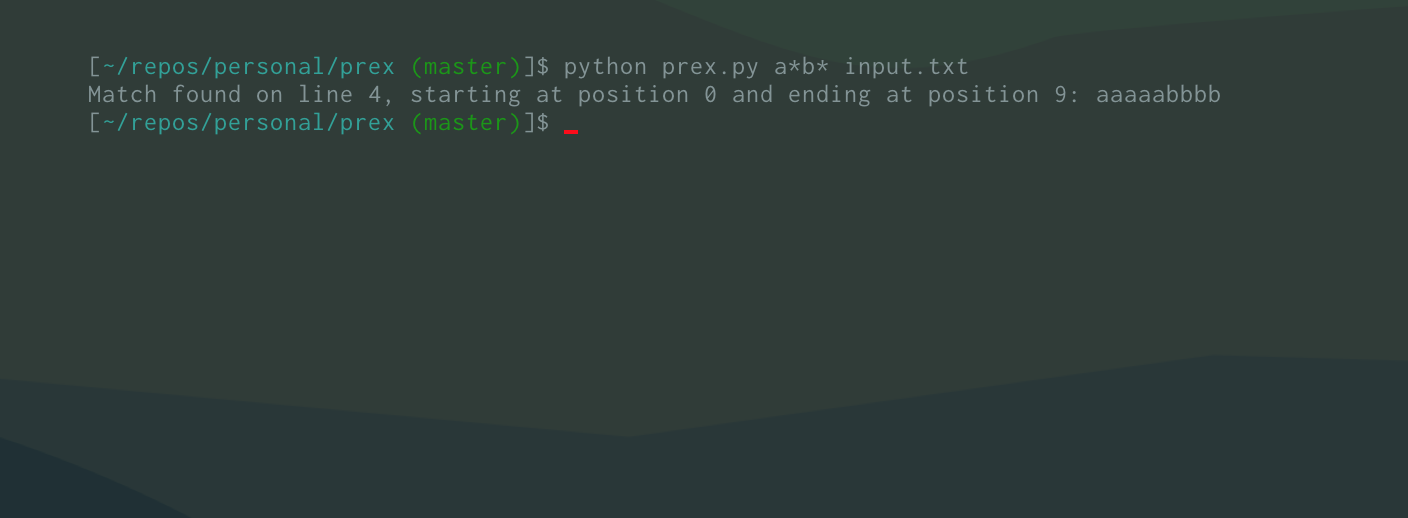 [~/repos/personal/prex (master)]$ python prex.py a*b* input.txt
Match found on line 4, starting at position 0 and ending at position 9: aaaaabbbb
[~/repos/personal/prex (master)]$